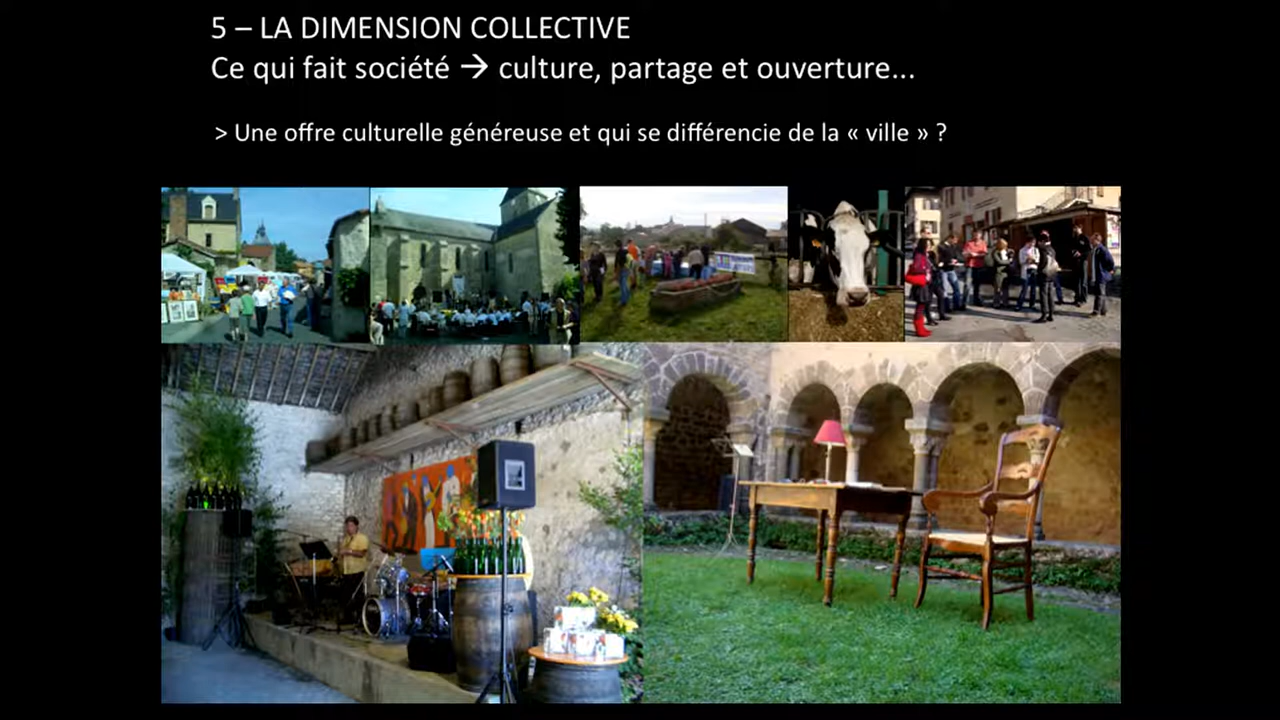 5 – LA DIMENSION COLLECTIVE
Ce qui fait société → culture, partage et ouverture...
> Une offre culturelle généreuse et qui se différencie de la « ville » ?